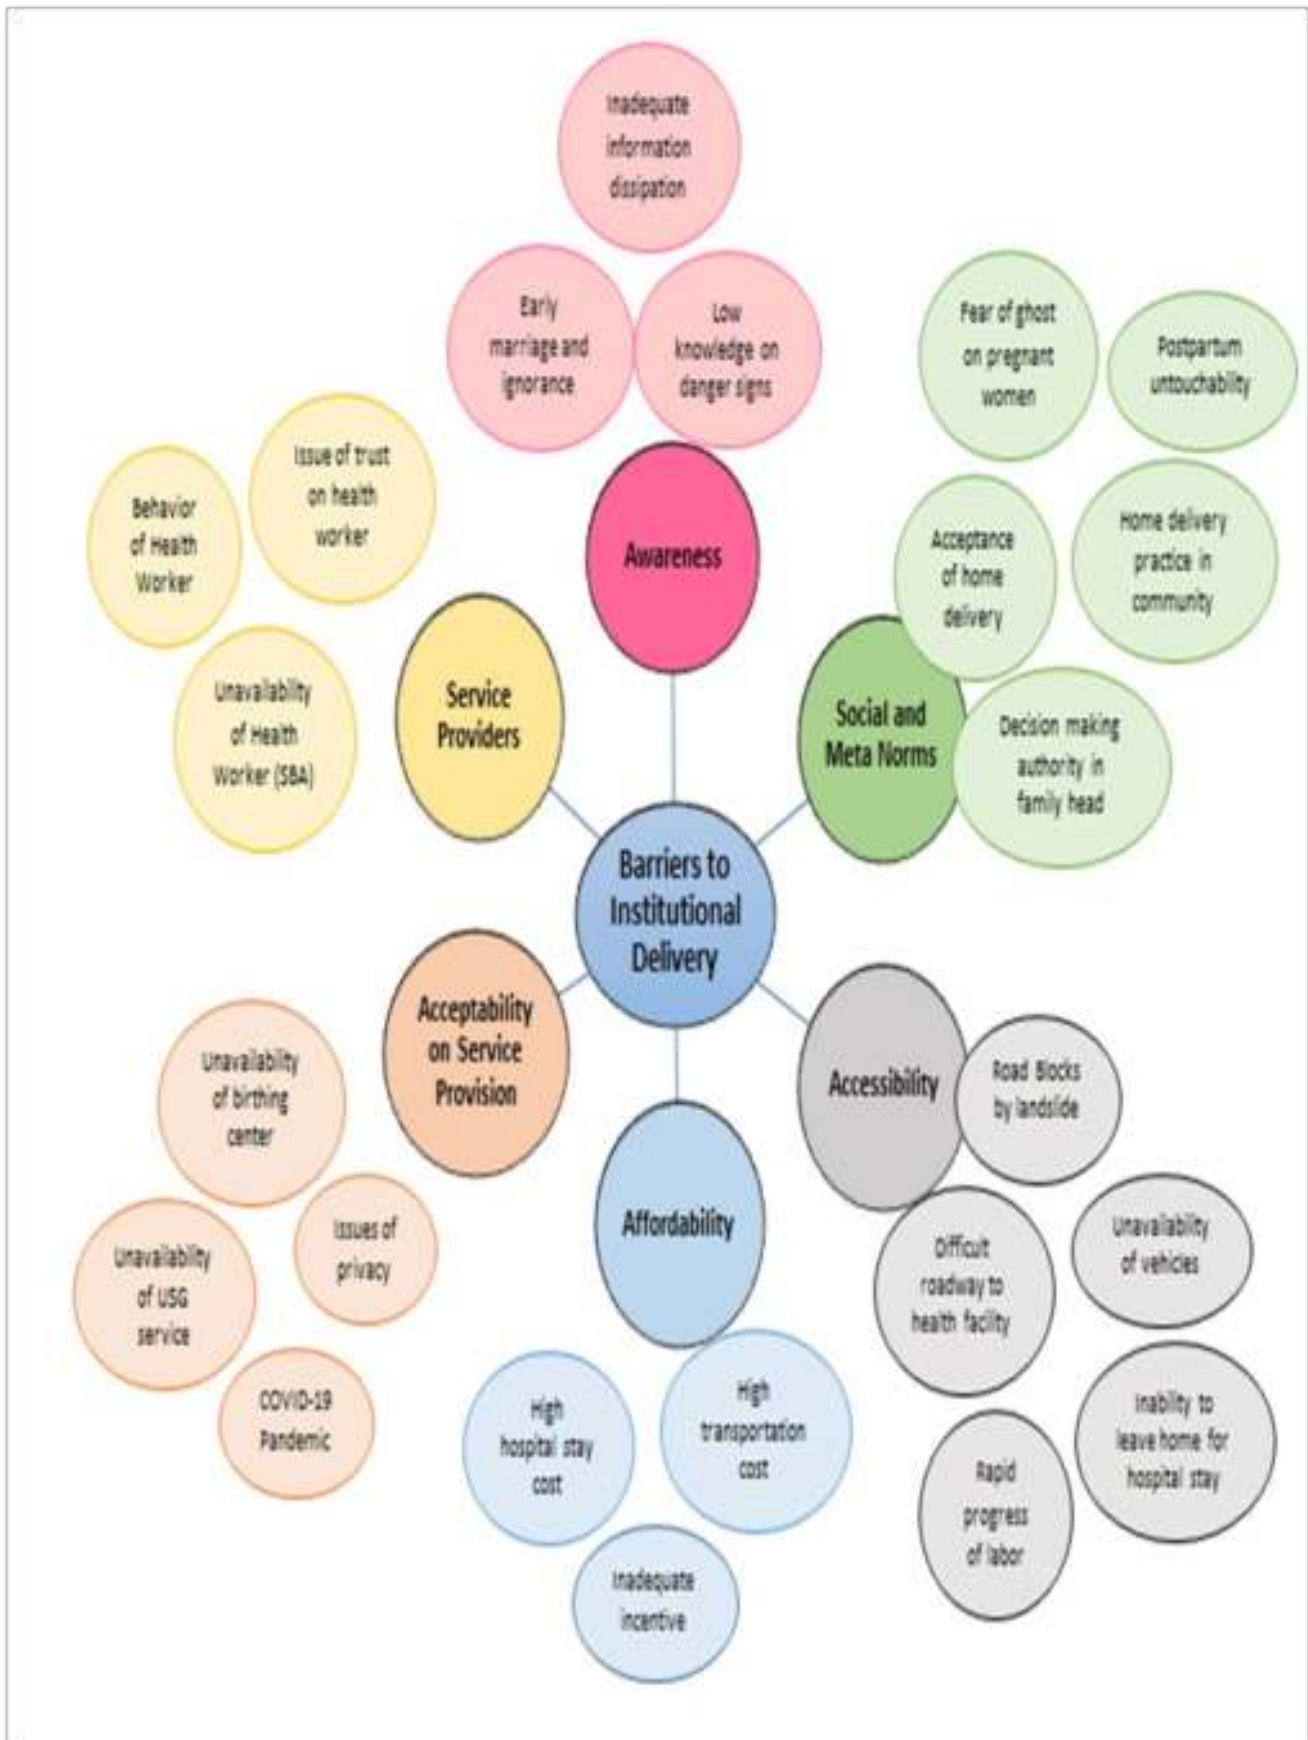 Inadequate
information
dissipation
Early
marriage and
ignorance
Low
knowledge on
danger signs
Awareness
Fear of ghost
on pregnant
women
Postpartum
untouchability
Acceptance
of home
delivery
Home delivery
practice in
community
Decision making
authority in
family head
Social and
Meta Norms
Issue of trust
on health
worker
Behavior
of Health
Worker
Unavailability
of Health
Worker (SBA)
Service
Providers
Barriers to
Institutional
Delivery
Acceptability
on Service
Provision
Unavailability
of birthing
center
Issues of
privacy
Unavailability
of USG
service
COVID-19
Pandemic
Affordability
High
hospital stay
cost
High
transportation
cost
Inadequate
incentive
Accessibility
Road Blocks
by landslide
Difficult
roadway to
health facility
Unavailability
of vehicles
Inability to
leave home for
hospital stay
Rapid
progress
of labor